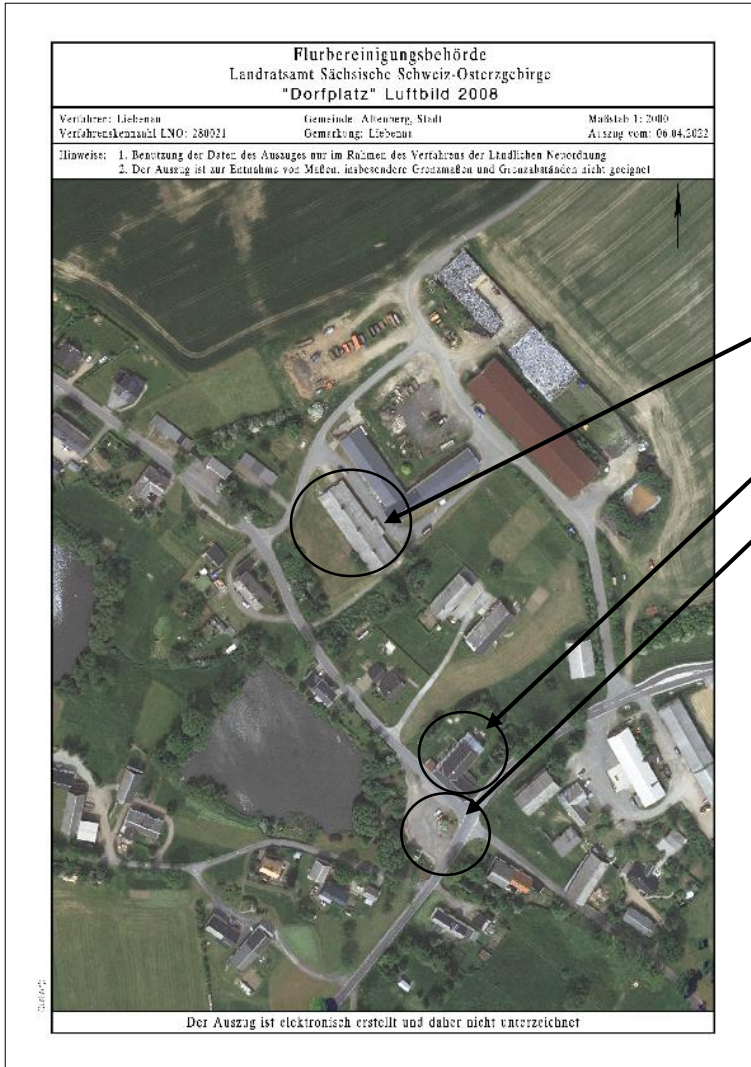 Flurbereinigungsbehörde
Landratsamt Sächsische Schweiz-Osterzgebirge
"Dorfplatz" Luftbild 2008
Verfahren: Liebenau Gemeinde: Altenberg, Stadt Maßstab 1: 2000
Verfahrenskennzahl LNO: 280021 Gemarkung: Liebenau Auszug vom: 06.04.2022
Hinweise: 1. Benutzung der Daten des Auszuges nur im Rahmen des Verfahrens der Ländlichen Neuordnung
2. Der Auszug ist zur Entnahme von Maßen, insbesondere Grenzmaßen und Grenzabständen nicht geeignet
Der Auszug ist elektronisch erstellt und daher nicht unterzeichnet